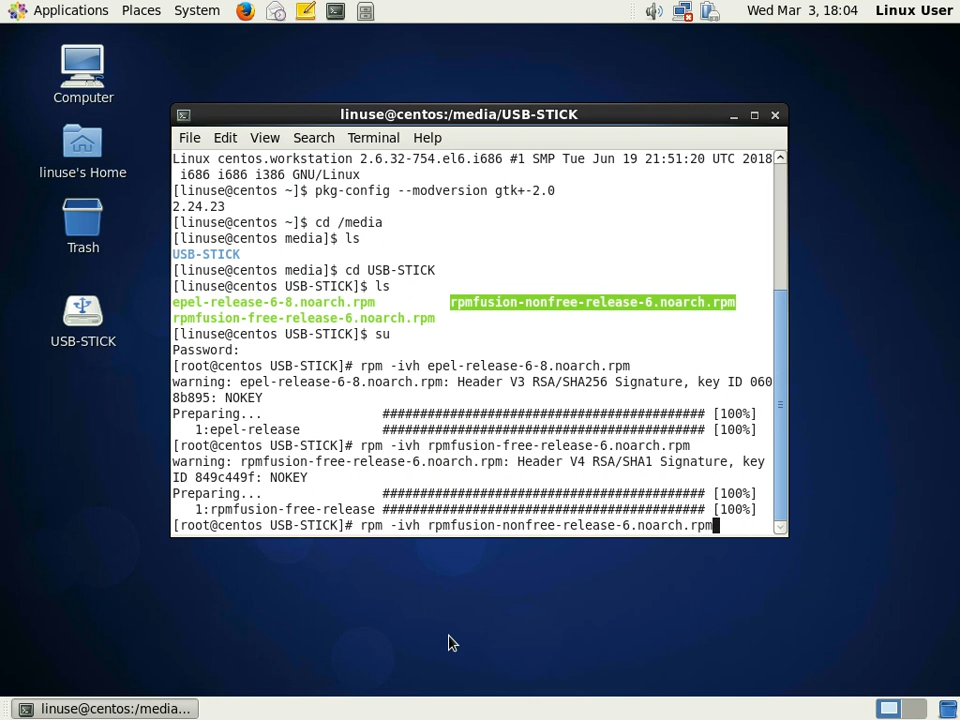 Applications Places System Wed Mar 3, 18:04 Linux User
Computer
linuse's Home
Trash
USB-STICK
linuse@centos:/media/USB-STICK
File Edit View Search Terminal Help
Linux centos.workstation 2.6.32-754.el6.i686 #1 SMP Tue Jun 19 21:51:20 UTC 2018
 i686 i686 i386 GNU/Linux
[linuse@centos ~]$ pkg-config --modversion gtk+-2.0
2.24.23
[linuse@centos ~]$ cd /media
[linuse@centos media]$ ls
USB-STICK
[linuse@centos media]$ cd USB-STICK
[linuse@centos USB-STICK]$ ls
epel-release-6-8.noarch.rpm rpmfusion-nonfree-release-6.noarch.rpm
rpmfusion-free-release-6.noarch.rpm
[linuse@centos USB-STICK]$ su
Password:
[root@centos USB-STICK]# rpm -ivh epel-release-6-8.noarch.rpm
warning: epel-release-6-8.noarch.rpm: Header V3 RSA/SHA256 Signature, key ID 060
8b895: NOKEY
Preparing... ########################################### [100%]
1:epel-release ########################################### [100%]
[root@centos USB-STICK]# rpm -ivh rpmfusion-free-release-6.noarch.rpm
warning: rpmfusion-free-release-6.noarch.rpm: Header V4 RSA/SHA1 Signature, key
ID 849c449f: NOKEY
Preparing... ########################################### [100%]
1:rpmfusion-free-release ########################################### [100%]
[root@centos USB-STICK]# rpm -ivh rpmfusion-nonfree-release-6.noarch.rpm
linuse@centos:/media...